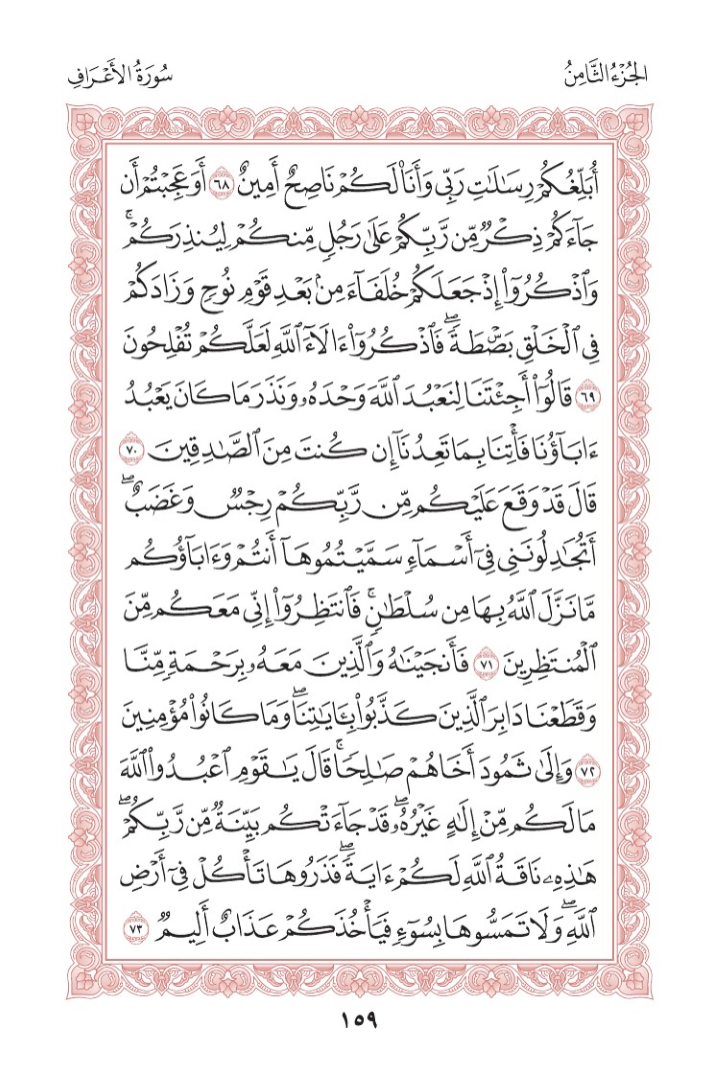 الجُزْءُ الثَّامِنُ
سُورَةُ الأَعْرَافِ
أُبَلِّغُكُمْ رِسَٰلَٰتِ رَبِّي وَأَنَا۠ لَكُمْ نَاصِحٌ أَمِينٌ ٦٨ أَوَعَجِبْتُمْ أَن
جَآءَكُمْ ذِكْرٌ مِّن رَّبِّكُمْ عَلَىٰ رَجُلٍ مِّنكُمْ لِيُنذِرَكُمْۚ
وَٱذْكُرُوٓا۟ إِذْ جَعَلَكُمْ خُلَفَآءَ مِنۢ بَعْدِ قَوْمِ نُوحٍ وَزَادَكُمْ
فِي ٱلْخَلْقِ بَصْۜطَةًۖ فَٱذْكُرُوٓا۟ ءَالَآءَ ٱللَّهِ لَعَلَّكُمْ تُفْلِحُونَ
٦٩ قَالُوٓا۟ أَجِئْتَنَا لِنَعْبُدَ ٱللَّهَ وَحْدَهُۥ وَنَذَرَ مَا كَانَ يَعْبُدُ
ءَابَآؤُنَا فَأْتِنَا بِمَا تَعِدُنَآ إِن كُنتَ مِنَ ٱلصَّٰدِقِينَ ٧٠
قَالَ قَدْ وَقَعَ عَلَيْكُم مِّن رَّبِّكُمْ رِجْسٌ وَغَضَبٌۖ
أَتُجَٰدِلُونَنِي فِيٓ أَسْمَآءٍ سَمَّيْتُمُوهَآ أَنتُمْ وَءَابَآؤُكُم
مَّا نَزَّلَ ٱللَّهُ بِهَا مِن سُلْطَٰنٍۚ فَٱنتَظِرُوٓا۟ إِنِّي مَعَكُم مِّنَ
ٱلْمُنتَظِرِينَ ٧١ فَأَنجَيْنَٰهُ وَٱلَّذِينَ مَعَهُۥ بِرَحْمَةٍ مِّنَّا
وَقَطَعْنَا دَابِرَ ٱلَّذِينَ كَذَّبُوا۟ بِـَٔايَٰتِنَاۖ وَمَا كَانُوا۟ مُؤْمِنِينَ
٧٢ وَإِلَىٰ ثَمُودَ أَخَاهُمْ صَٰلِحًاۚ قَالَ يَٰقَوْمِ ٱعْبُدُوا۟ ٱللَّهَ
مَا لَكُم مِّنْ إِلَٰهٍ غَيْرُهُۥۖ قَدْ جَآءَتْكُم بَيِّنَةٌ مِّن رَّبِّكُمْۖ
هَٰذِهِۦ نَاقَةُ ٱللَّهِ لَكُمْ ءَايَةًۖ فَذَرُوهَا تَأْكُلْ فِيٓ أَرْضِ
ٱللَّهِۖ وَلَا تَمَسُّوهَا بِسُوٓءٍ فَيَأْخُذَكُمْ عَذَابٌ أَلِيمٌ ٧٣
١٥٩